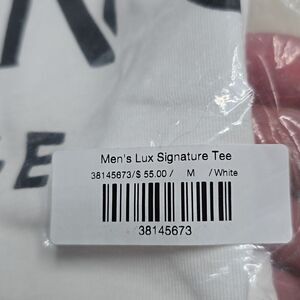 Men's Lux Signature Tee
38145673/$ 55.00 / M / White
38145673